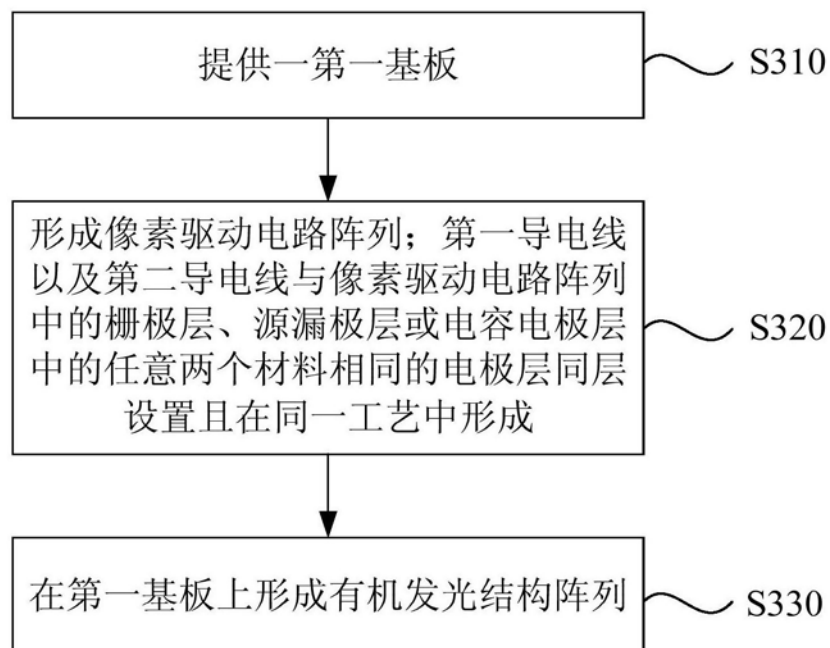 提供一第一基板
S310
形成像素驱动电路阵列；第一导电线
以及第二导电线与像素驱动电路阵列
中的栅极层、源漏极层或电容电极层
中的任意两个材料相同的电极层同层
设置且在同一工艺中形成
S320
在第一基板上形成有机发光结构阵列
S330